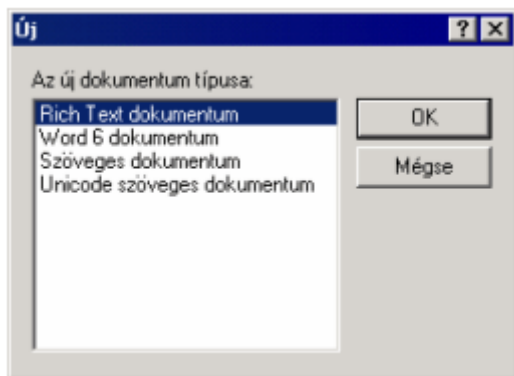 Új
Az új dokumentum típusa:
Rich Text dokumentum
Word 6 dokumentum
Szöveges dokumentum
Unicode szöveges dokumentum
OK
Mégse